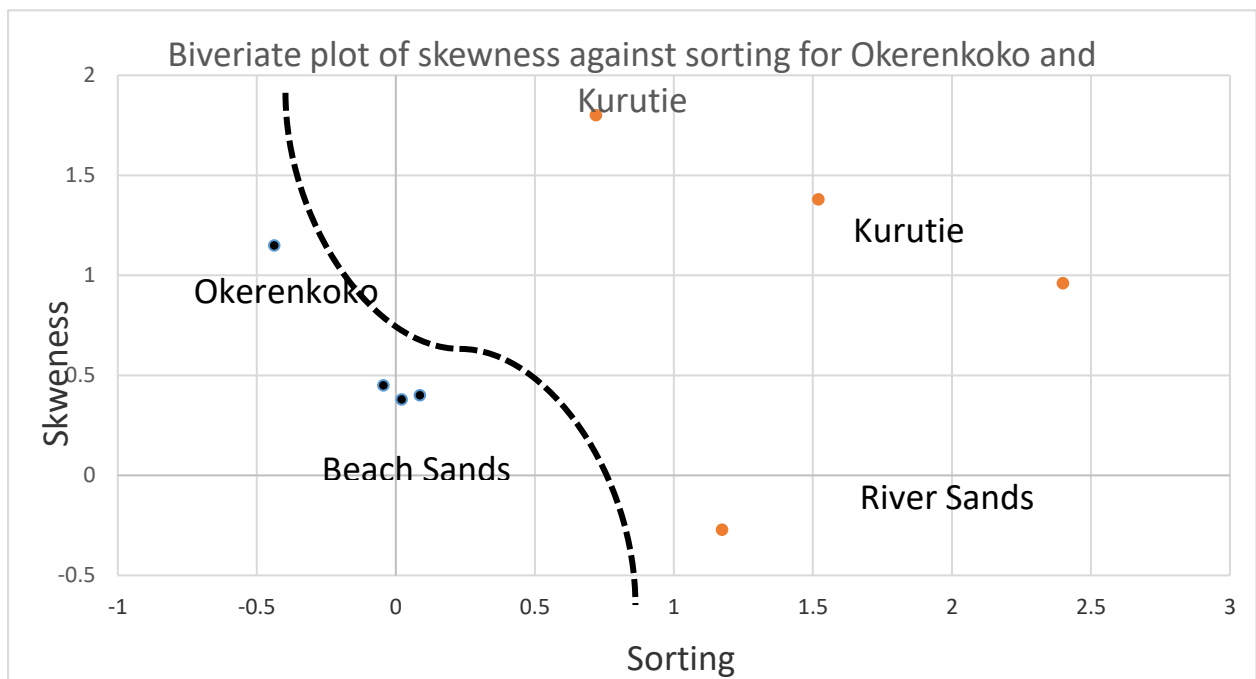 Biveriate plot of skewness against sorting for Okerenkoko and
Kurutie
2
1.5
1
0.5
0
-0.5
Skweness
Kurutie
Okerenkoko
Beach Sands
River Sands
-1
-0.5
0
0.5
1
1.5
2
2.5
3
Sorting